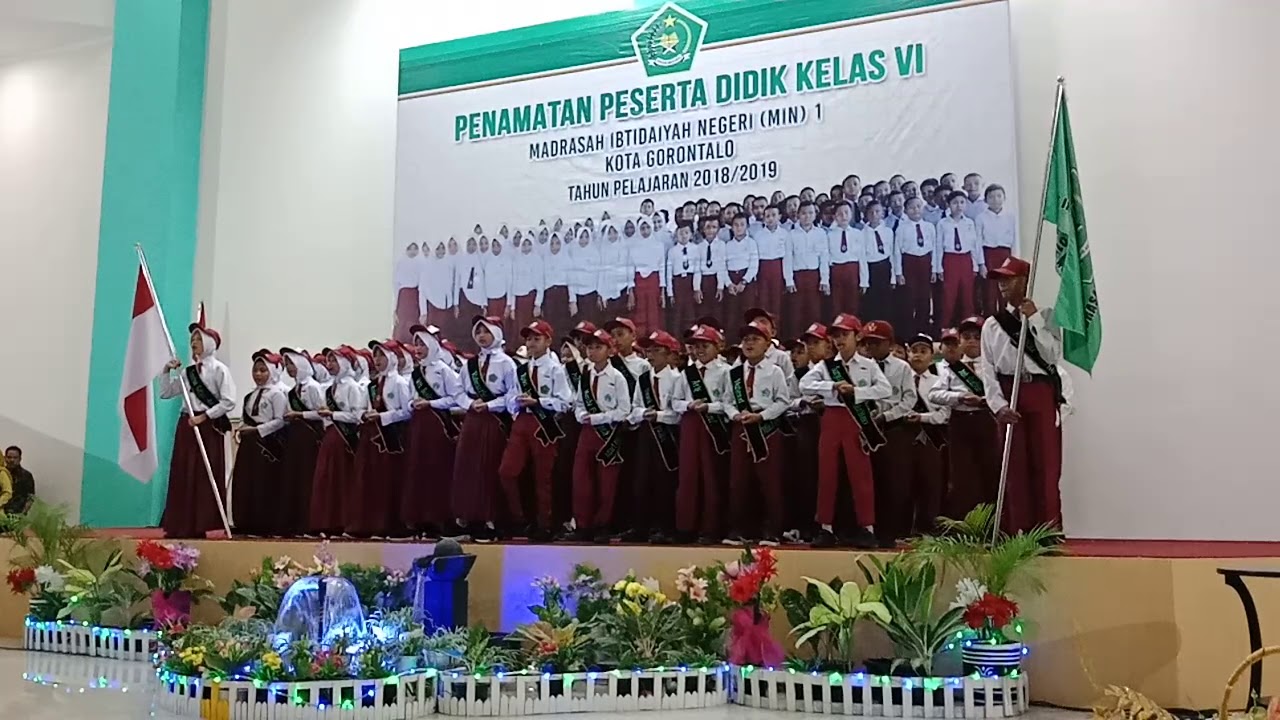 PENAMATAN PESERTA DIDIK KELAS VI
MADRASAH IBTIDAIYAH NEGERI (MIN) 1
KOTA GORONTALO
TAHUN PELAJARAN 2018/2019